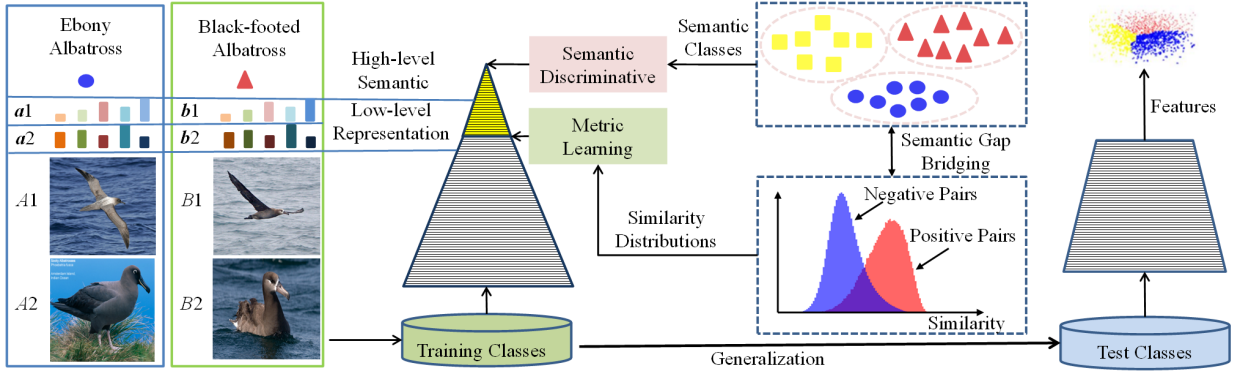 Ebony
Albatross
Black-footed
Albatross
a1
b1
a2
b2
A1
B1
A2
B2
High-level
Semantic
Low-level
Representation
Semantic
Discriminative
Metric
Learning
Semantic
Classes
Similarity
Distributions
Semantic Gap
Bridging
Negative Pairs
Positive Pairs
Similarity
Features
Training Classes
Generalization
Test Classes